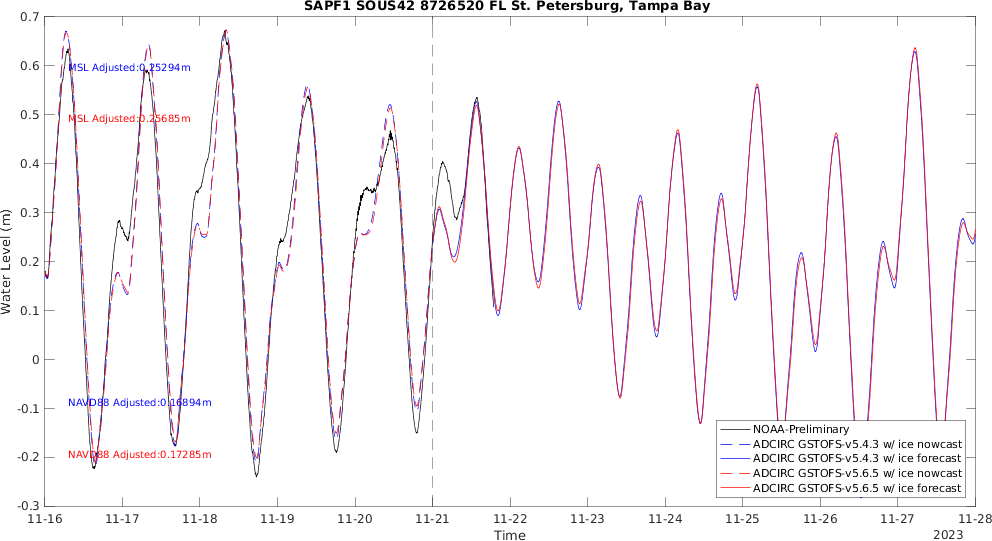 SAPF1 SOUS42 8726520 FL St. Petersburg, Tampa Bay
0.7
0.6
0.5
0.4
0.3
0.2
0.1
0
-0.1
-0.2
-0.3
Water Level (m)
MSL Adjusted:0.25294m
MSL Adjusted:0.25685m
NAVD88 Adjusted:0.16894m
NAVD88 Adjusted:0.17285m
NOAA-Preliminary
ADCIRC GSTOFS-v5.4.3 w/ ice nowcast
ADCIRC GSTOFS-v5.4.3 w/ ice forecast
ADCIRC GSTOFS-v5.6.5 w/ ice nowcast
ADCIRC GSTOFS-v5.6.5 w/ ice forecast
11-16 11-17 11-18 11-19 11-20 11-21 11-22 11-23 11-24 11-25 11-26 11-27 11-28
Time
2023